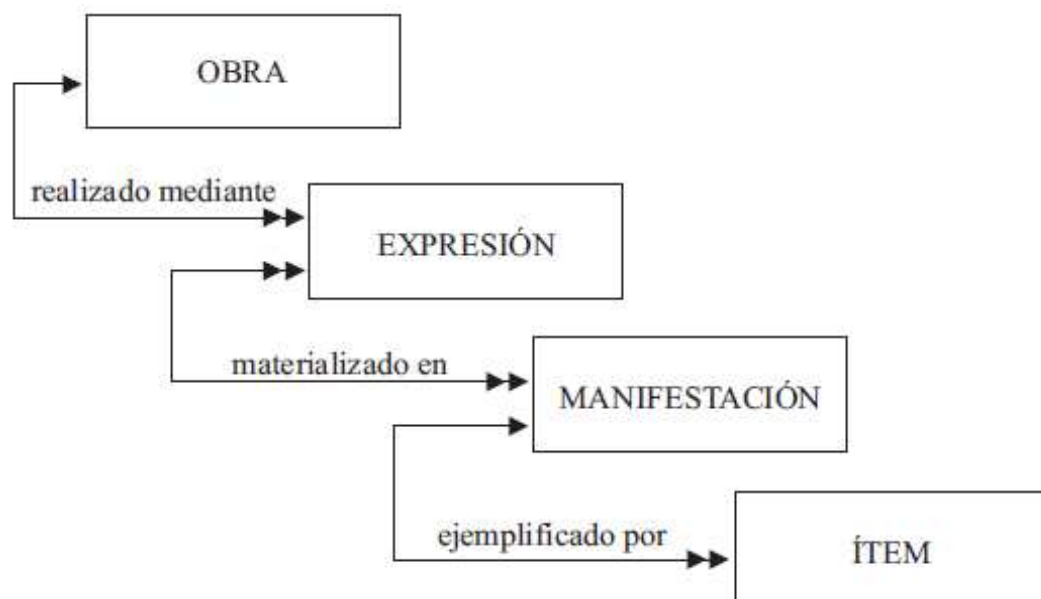 OBRA
realizado mediante
EXPRESIÓN
materializado en
MANIFESTACIÓN
ejemplificado por
ÍTEM